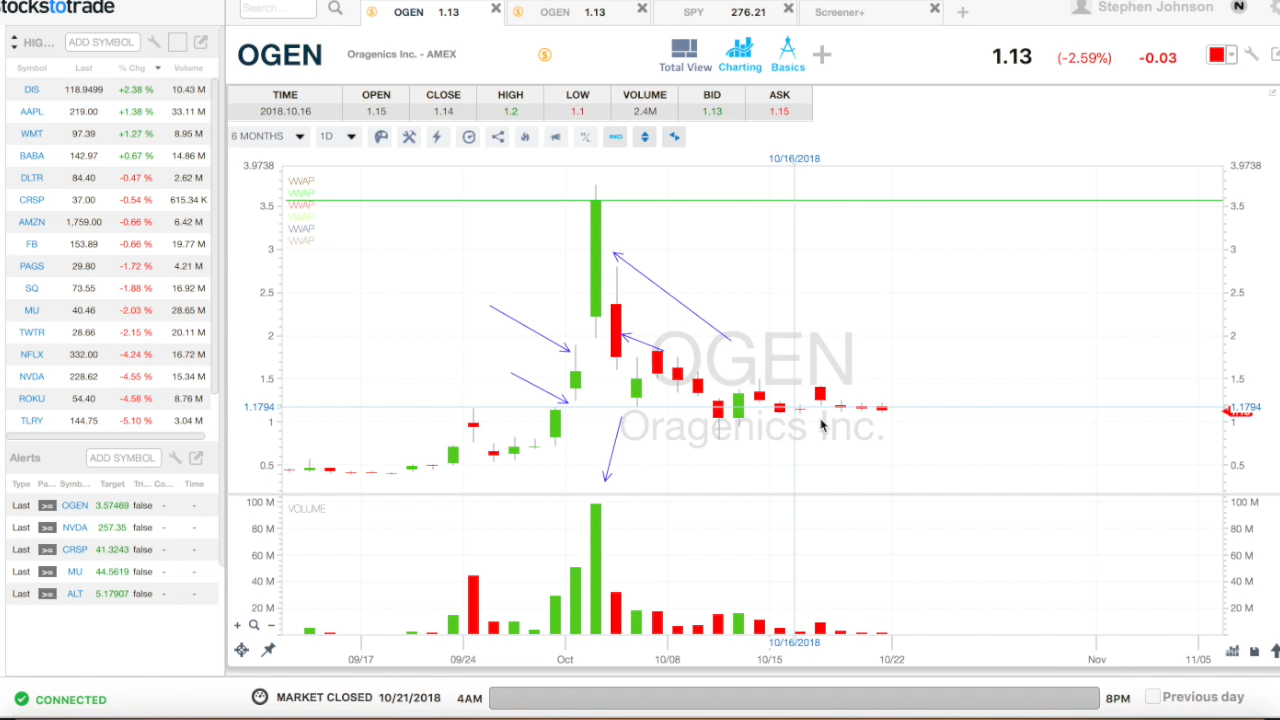 stockstotrade
Search...
OGEN 1.13
OGEN 1.13
SPY 276.21
Screener+
Stephen Johnson
N
HIG...
ADD SYMBOL
Symbol Last % Chg Volume
DIS 118.9499 +2.38 % 10.43 M
AAPL 219.00 +1.38 % 33.11 M
WMT 97.39 +1.27 % 8.95 M
BABA 142.97 +0.67 % 14.86 M
DLTR 84.40 -0.47 % 2.62 M
CRSP 37.00 -0.54 % 615.34 K
AMZN 1,759.00 -0.66 % 6.42 M
FB 153.89 -0.66 % 19.77 M
PAGS 29.80 -1.72 % 4.21 M
SQ 73.55 -1.88 % 16.92 M
MU 40.46 -2.03 % 28.65 M
TWTR 28.66 -2.15 % 20.11 M
NFLX 332.00 -4.24 % 16.72 M
NVDA 228.62 -4.55 % 15.34 M
ROKU 54.40 -4.58 % 8.76 M
TLRY 144.75 -5.10 % 3.04 M
Alerts
ADD SYMBOL
Type Pa... Symb... Target Tri... Co... Time
Last >= OGEN 3.57469 false - -
Last >= NVDA 257.35 false - -
Last >= CRSP 41.3243 false - -
Last >= MU 44.5619 false - -
Last >= ALT 5.17907 false - -
OGEN
Oragenics Inc. - AMEX
Total View
Charting
Basics
1.13 (-2.59%) -0.03
TIME OPEN CLOSE HIGH LOW VOLUME BID ASK
2018.10.16 1.15 1.14 1.2 1.1 2.4M 1.13 1.15
6 MONTHS 1D
IND
10/16/2018
3.9738 3.9738
VWAP
VWAP
VWAP
VWAP
VWAP
VWAP
3.5 3.5
3 3
2.5 2.5
2 2
1.5 1.5
1.1794 1.1794
1 1
0.5 0.5
OGEN
Oragenics Inc.
VOLUME
100 M 100 M
80 M 80 M
60 M 60 M
40 M 40 M
20 M 20 M
10/16/2018
09/17 09/24 Oct 10/08 10/15 10/22 Nov 11/05
CONNECTED
MARKET CLOSED 10/21/2018 4AM
8PM
Previous day